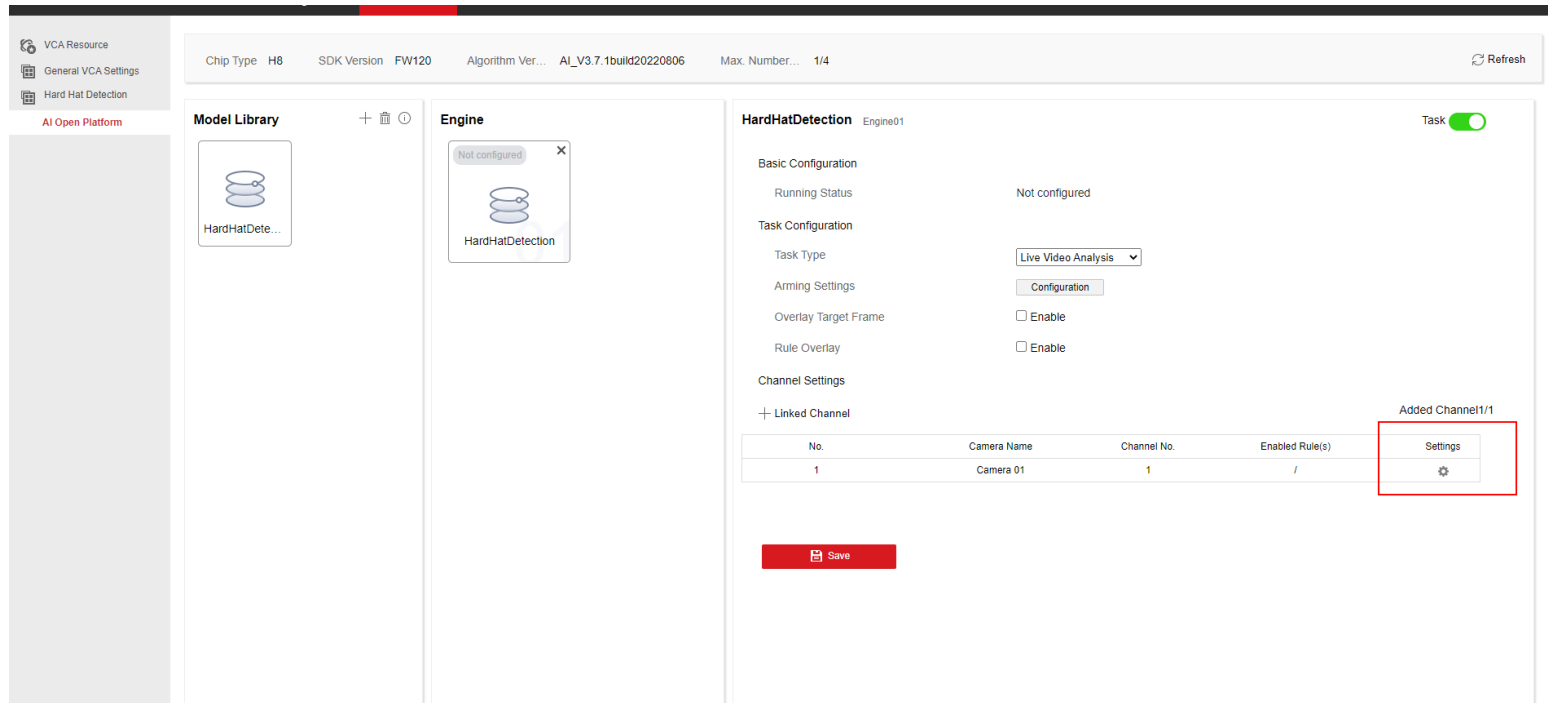 VCA Resource
General VCA Settings
Hard Hat Detection
AI Open Platform
Chip Type H8 SDK Version FW120 Algorithm Ver... AI_V3.7.1build20220806 Max. Number... 1/4 Refresh
Model Library
HardHatDete...
Engine
Not configured
01
HardHatDetection
HardHatDetection Engine01 Task
Basic Configuration
Running Status Not configured
Task Configuration
Task Type Live Video Analysis
Arming Settings Configuration
Overlay Target Frame Enable
Rule Overlay Enable
Channel Settings
Linked Channel Added Channel1/1
No. Camera Name Channel No. Enabled Rule(s) Settings
1 Camera 01 1 /
Save